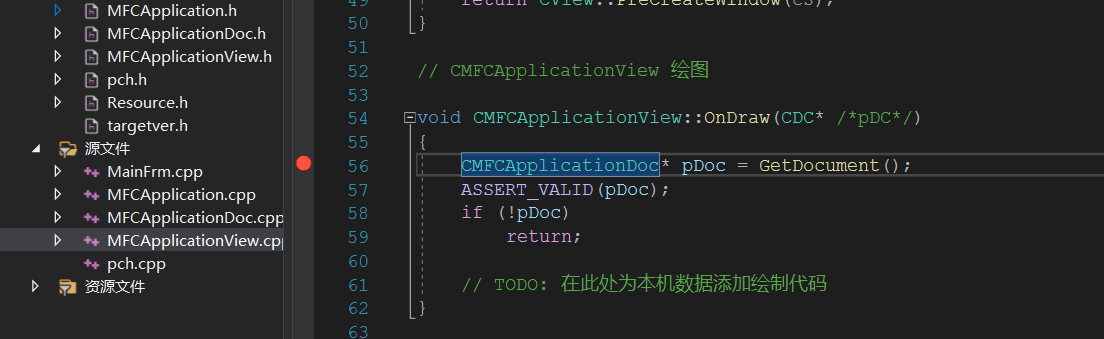 MFCApplication.h
MFCApplicationDoc.h
MFCApplicationView.h
pch.h
Resource.h
targetver.h
源文件
MainFrm.cpp
MFCApplication.cpp
MFCApplicationDoc.cpp
MFCApplicationView.cpp
pch.cpp
资源文件
49 return CView::PreCreateWindow(cs);
50 }
51
52 // CMFCApplicationView 绘图
53
54 void CMFCApplicationView::OnDraw(CDC* /*pDC*/)
55 {
56 CMFCApplicationDoc* pDoc = GetDocument();
57 ASSERT_VALID(pDoc);
58 if (!pDoc)
59 return;
60
61 // TODO: 在此处为本机数据添加绘制代码
62 }
63